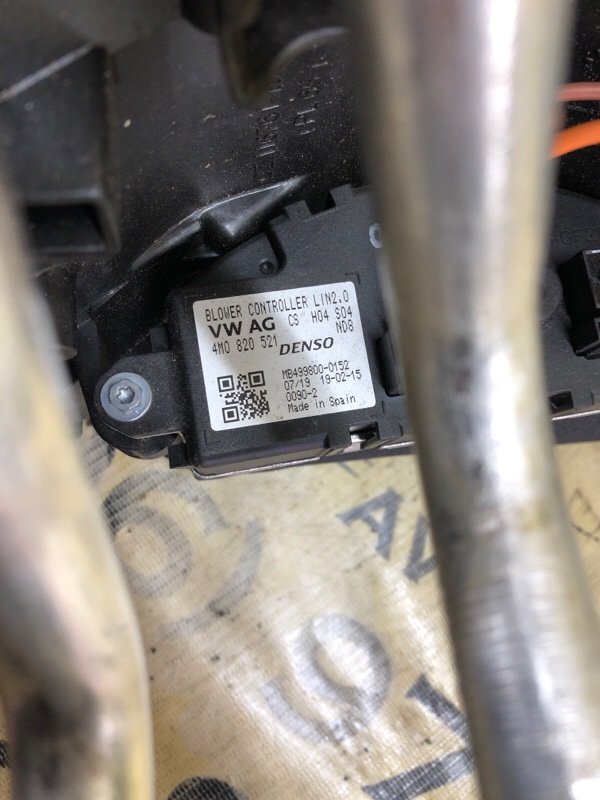 BLOWER CONTROLLER LIN2.0
VW AG CS H04 S04
4M0 820 521 DENSO ND8
MB499800-0152
07/19 19-02-15
0090-2
Made in Spain